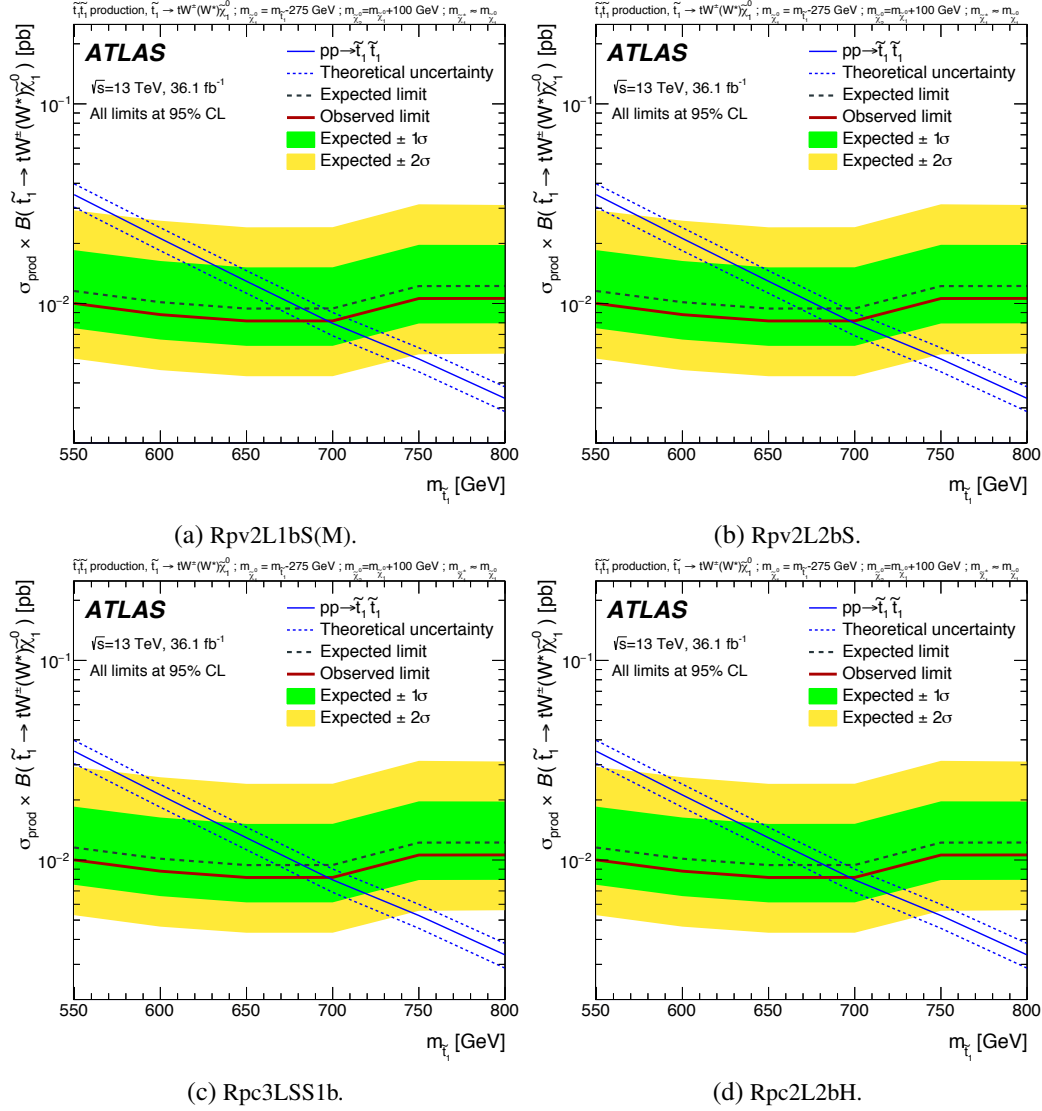 t̃₁t̃₁ production, t̃₁ → tW±(W*)χ̃₁⁰ ; m_χ̃₁⁰ = m_t̃₁-275 GeV ; m_χ̃₂⁰=m_χ̃₁⁰+100 GeV ; m_χ̃₁± ≈ m_χ̃₁⁰
ATLAS
√s=13 TeV, 36.1 fb⁻¹
All limits at 95% CL
pp→t̃₁ t̃₁
Theoretical uncertainty
Expected limit
Observed limit
Expected ± 1σ
Expected ± 2σ
σ_prod × B( t̃₁ → tW±(W*)χ̃₁⁰ ) [pb]
10⁻¹
10⁻²
550 600 650 700 750 800
m_t̃₁ [GeV]
(a) Rpv2L1bS(M).
t̃₁t̃₁ production, t̃₁ → tW±(W*)χ̃₁⁰ ; m_χ̃₁⁰ = m_t̃₁-275 GeV ; m_χ̃₂⁰=m_χ̃₁⁰+100 GeV ; m_χ̃₁± ≈ m_χ̃₁⁰
ATLAS
√s=13 TeV, 36.1 fb⁻¹
All limits at 95% CL
pp→t̃₁ t̃₁
Theoretical uncertainty
Expected limit
Observed limit
Expected ± 1σ
Expected ± 2σ
σ_prod × B( t̃₁ → tW±(W*)χ̃₁⁰ ) [pb]
10⁻¹
10⁻²
550 600 650 700 750 800
m_t̃₁ [GeV]
(b) Rpv2L2bS.
t̃₁t̃₁ production, t̃₁ → tW±(W*)χ̃₁⁰ ; m_χ̃₁⁰ = m_t̃₁-275 GeV ; m_χ̃₂⁰=m_χ̃₁⁰+100 GeV ; m_χ̃₁± ≈ m_χ̃₁⁰
ATLAS
√s=13 TeV, 36.1 fb⁻¹
All limits at 95% CL
pp→t̃₁ t̃₁
Theoretical uncertainty
Expected limit
Observed limit
Expected ± 1σ
Expected ± 2σ
σ_prod × B( t̃₁ → tW±(W*)χ̃₁⁰ ) [pb]
10⁻¹
10⁻²
550 600 650 700 750 800
m_t̃₁ [GeV]
(c) Rpc3LSS1b.
t̃₁t̃₁ production, t̃₁ → tW±(W*)χ̃₁⁰ ; m_χ̃₁⁰ = m_t̃₁-275 GeV ; m_χ̃₂⁰=m_χ̃₁⁰+100 GeV ; m_χ̃₁± ≈ m_χ̃₁⁰
ATLAS
√s=13 TeV, 36.1 fb⁻¹
All limits at 95% CL
pp→t̃₁ t̃₁
Theoretical uncertainty
Expected limit
Observed limit
Expected ± 1σ
Expected ± 2σ
σ_prod × B( t̃₁ → tW±(W*)χ̃₁⁰ ) [pb]
10⁻¹
10⁻²
550 600 650 700 750 800
m_t̃₁ [GeV]
(d) Rpc2L2bH.